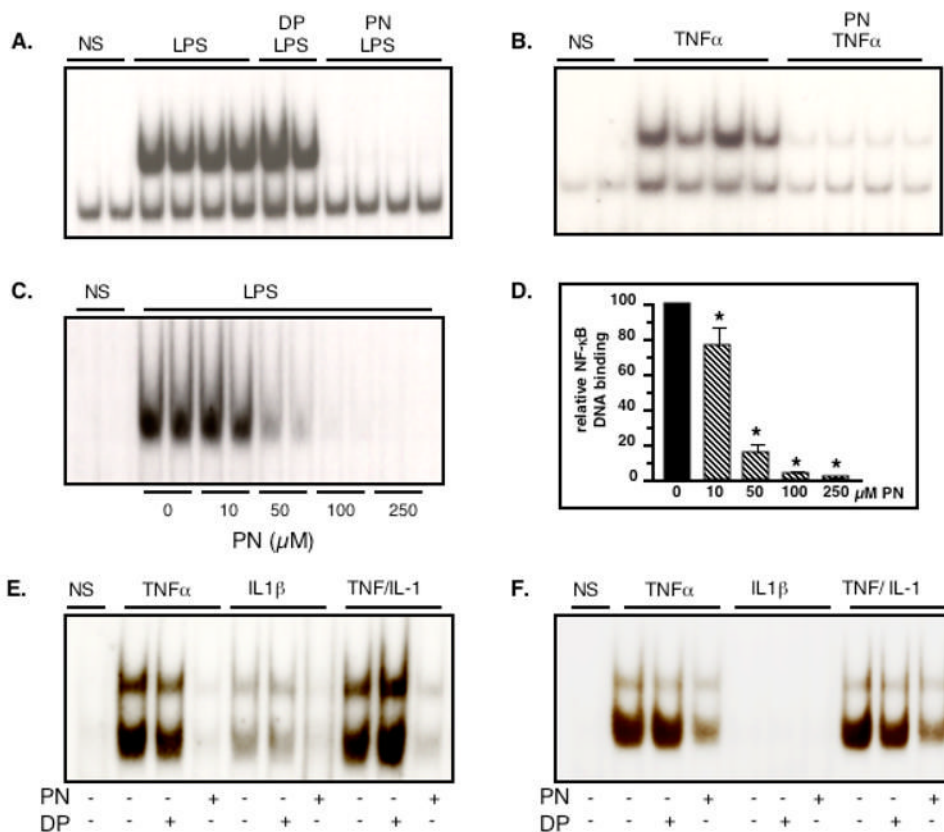 A.
NS
LPS
DP
LPS
PN
LPS
B.
NS
TNFα
PN
TNFα
C.
NS
LPS
0 10 50 100 250
PN (µM)
D.
relative NF-κB
DNA binding
100
80
60
40
20
0
* * * *
0 10 50 100 250 µM PN
E.
NS TNFα IL1β TNF/IL-1
PN - - - + - - + - - +
DP - - + - - + - - + -
F.
NS TNFα IL1β TNF/ IL-1
- - - + - - + - - +
- - + - - + - - + -